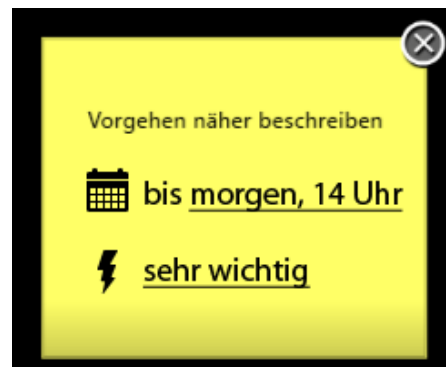 Vorgehen näher beschreiben
bis morgen, 14 Uhr
sehr wichtig